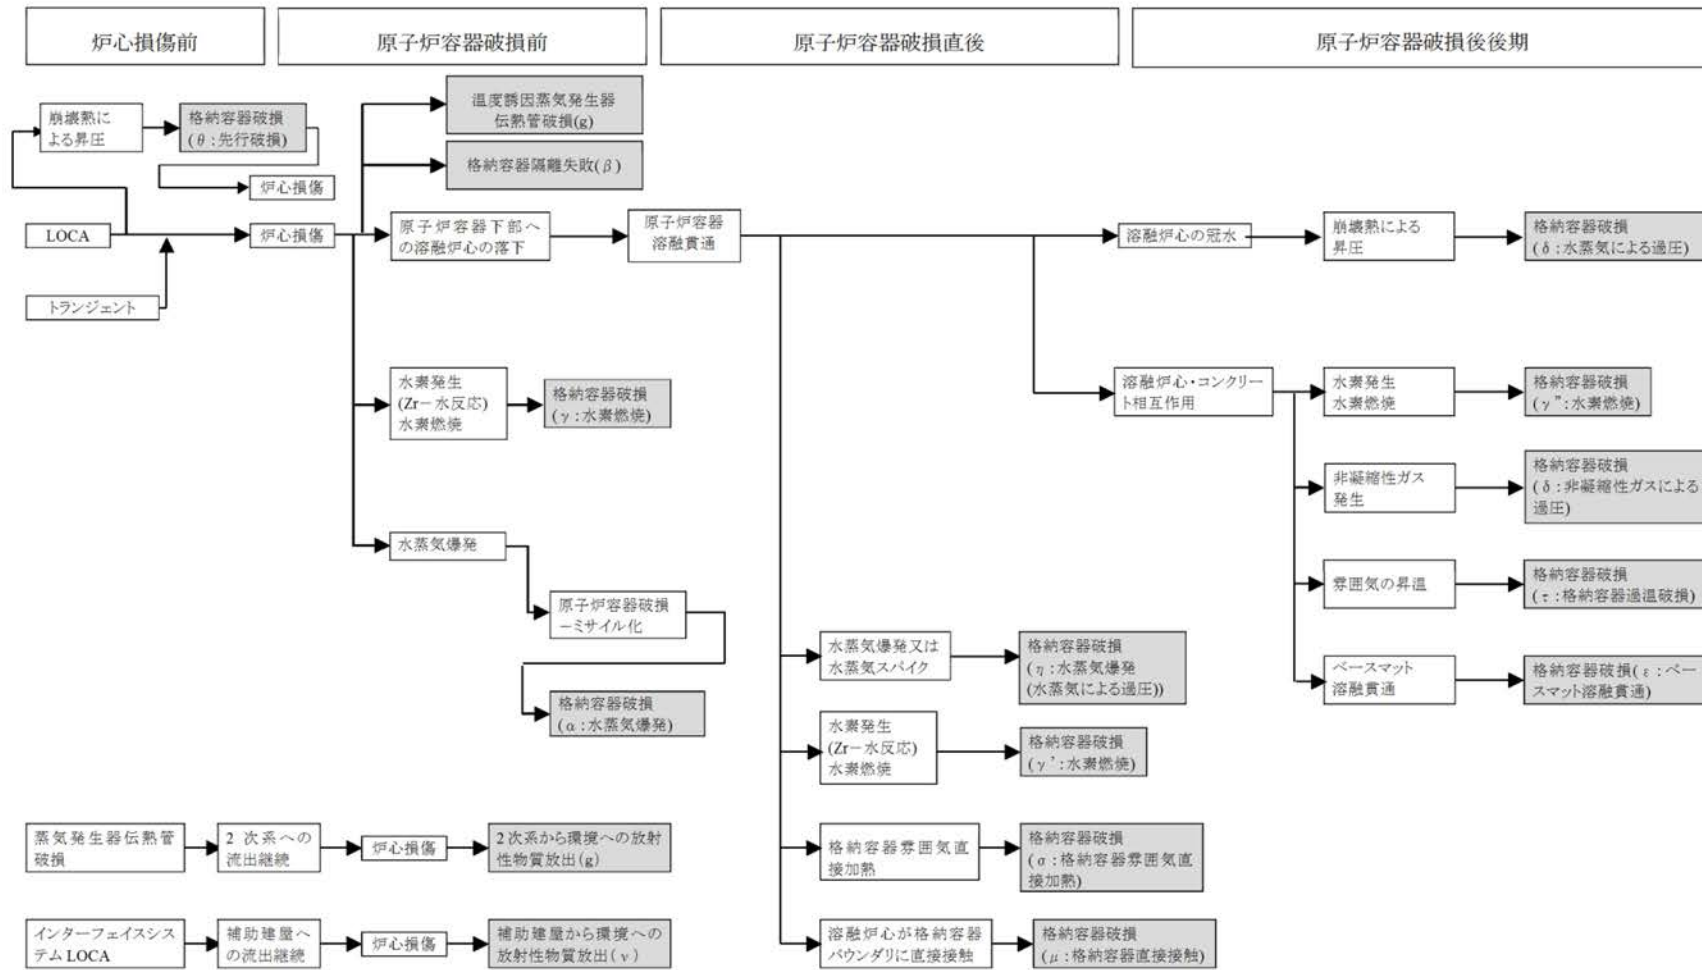 炉心損傷前
原子炉容器破損前
原子炉容器破損直後
原子炉容器破損後後期
崩壊熱に
よる昇圧
格納容器破損
(θ:先行破損)
炉心損傷
LOCA
炉心損傷
トランジェント
温度誘因蒸気発生器
伝熱管破損(g)
格納容器隔離失敗(β)
原子炉容器下部へ
の溶融炉心の落下
原子炉容器
溶融貫通
水素発生
(Zr－水反応)
水素燃焼
格納容器破損
(γ:水素燃焼)
水蒸気爆発
原子炉容器破損
－ミサイル化
格納容器破損
(α:水蒸気爆発)
溶融炉心の冠水
崩壊熱による
昇圧
格納容器破損
(δ:水蒸気による過圧)
溶融炉心・コンクリー
ト相互作用
水素発生
水素燃焼
格納容器破損
(γ”:水素燃焼)
非凝縮性ガス
発生
格納容器破損
(δ:非凝縮性ガスによる
過圧)
雰囲気の昇温
格納容器破損
(τ:格納容器過温破損)
ベースマット
溶融貫通
格納容器破損(ε:ベー
スマット溶融貫通)
水蒸気爆発又は
水蒸気スパイク
格納容器破損
(η:水蒸気爆発
(水蒸気による過圧))
水素発生
(Zr－水反応)
水素燃焼
格納容器破損
(γ’:水素燃焼)
格納容器雰囲気直
接加熱
格納容器破損
(σ:格納容器雰囲気直
接加熱)
溶融炉心が格納容器
バウンダリに直接接触
格納容器破損
(μ:格納容器直接接触)
蒸気発生器伝熱管
破損
2 次系への
流出継続
炉心損傷
2次系から環境への放射
性物質放出(g)
インターフェイスシス
テムLOCA
補助建屋へ
の流出継続
炉心損傷
補助建屋から環境への
放射性物質放出(ν)